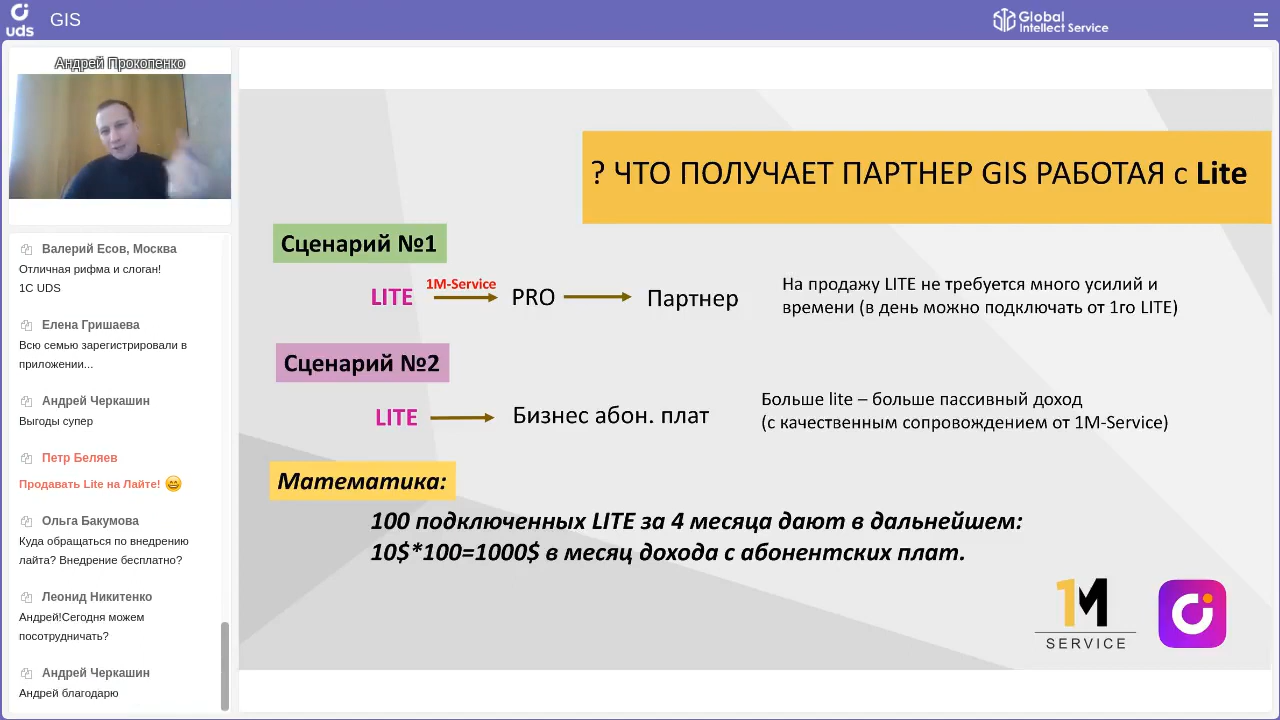 uds
GIS
Global
Intellect Service
Андрей Прокопенко
Валерий Есов, Москва
Отличная рифма и слоган!
1С UDS
Елена Гришаева
Всю семью зарегистрировали в
приложении...
Андрей Черкашин
Выгоды супер
Петр Беляев
Продавать Lite на Лайте! 😄
Ольга Бакумова
Куда обращаться по внедрению
лайта? Внедрение бесплатно?
Леонид Никитенко
Андрей!Сегодня можем
посотрудничать?
Андрей Черкашин
Андрей благодарю
? ЧТО ПОЛУЧАЕТ ПАРТНЕР GIS РАБОТАЯ с Lite
Сценарий №1
LITE 1M-Service PRO Партнер
На продажу LITE не требуется много усилий и
времени (в день можно подключать от 1го LITE)
Сценарий №2
LITE Бизнес абон. плат
Больше lite – больше пассивный доход
(с качественным сопровождением от 1M-Service)
Математика:
100 подключенных LITE за 4 месяца дают в дальнейшем:
10$*100=1000$ в месяц дохода с абонентских плат.
1M
SERVICE